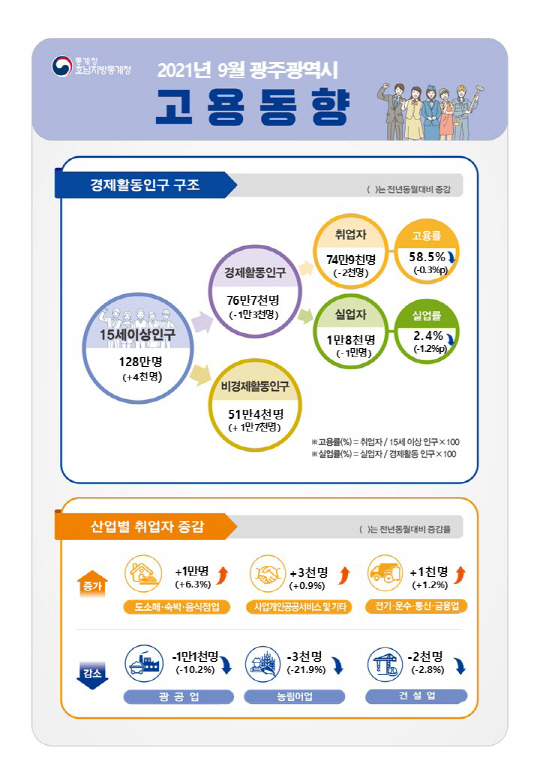 통계청
호남지방통계청
2021년 9월 광주광역시
고용동향
경제활동인구 구조
( )는 전년동월대비 증감
취업자
74만9천명
(-2천명)
고용률
58.5%
(-0.3%p)
경제활동인구
76만7천명
(-1만3천명)
실업자
1만8천명
(-1만명)
실업률
2.4%
(-1.2%p)
15세이상인구
128만명
(+4천명)
비경제활동인구
51만4천명
(+1만7천명)
※고용률(%) = 취업자 / 15세 이상 인구×100
※실업률(%) = 실업자 / 경제활동 인구×100
산업별 취업자 증감
( )는 전년동월대비 증감률
증가
+1만명
(+6.3%)
도소매·숙박·음식점업
+3천명
(+0.9%)
사업개인공공서비스 및 기타
+1천명
(+1.2%)
전기·운수·통신·금융업
감소
-1만1천명
(-10.2%)
광공업
-3천명
(-21.9%)
농림어업
-2천명
(-2.8%)
건설업